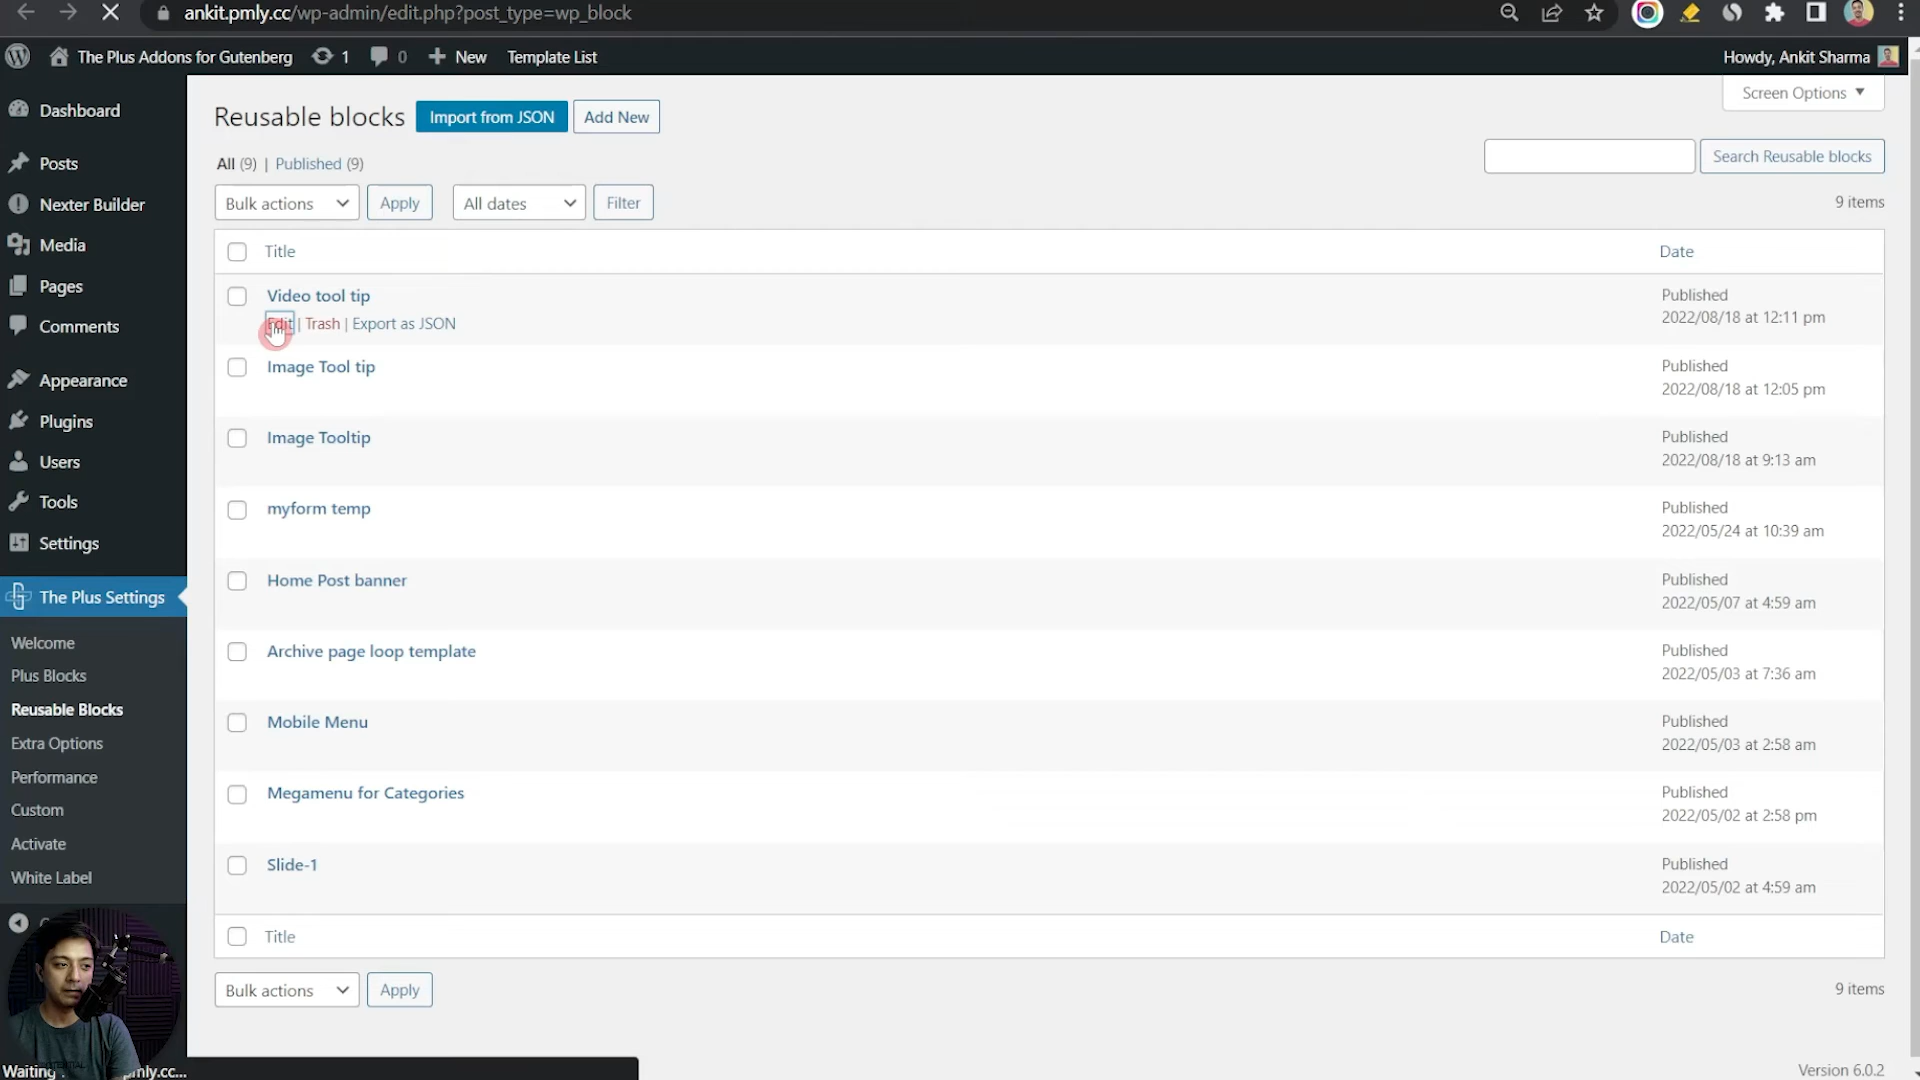 ankit.pmly.cc/wp-admin/edit.php?post_type=wp_block
The Plus Addons for Gutenberg 1 0 New Template List Howdy, Ankit Sharma
Screen Options
Dashboard
Posts
Nexter Builder
Media
Pages
Comments
Appearance
Plugins
Users
Tools
Settings
The Plus Settings
Welcome
Plus Blocks
Reusable Blocks
Extra Options
Performance
Custom
Activate
White Label
Reusable blocks Import from JSON Add New
All (9) | Published (9)
Search Reusable blocks
Bulk actions Apply All dates Filter 9 items
Title Date
Video tool tip Published
Edit | Trash | Export as JSON 2022/08/18 at 12:11 pm
Image Tool tip Published
2022/08/18 at 12:05 pm
Image Tooltip Published
2022/08/18 at 9:13 am
myform temp Published
2022/05/24 at 10:39 am
Home Post banner Published
2022/05/07 at 4:59 am
Archive page loop template Published
2022/05/03 at 7:36 am
Mobile Menu Published
2022/05/03 at 2:58 am
Megamenu for Categories Published
2022/05/02 at 2:58 pm
Slide-1 Published
2022/05/02 at 4:59 am
Title Date
Bulk actions Apply 9 items
Version 6.0.2
Waiting